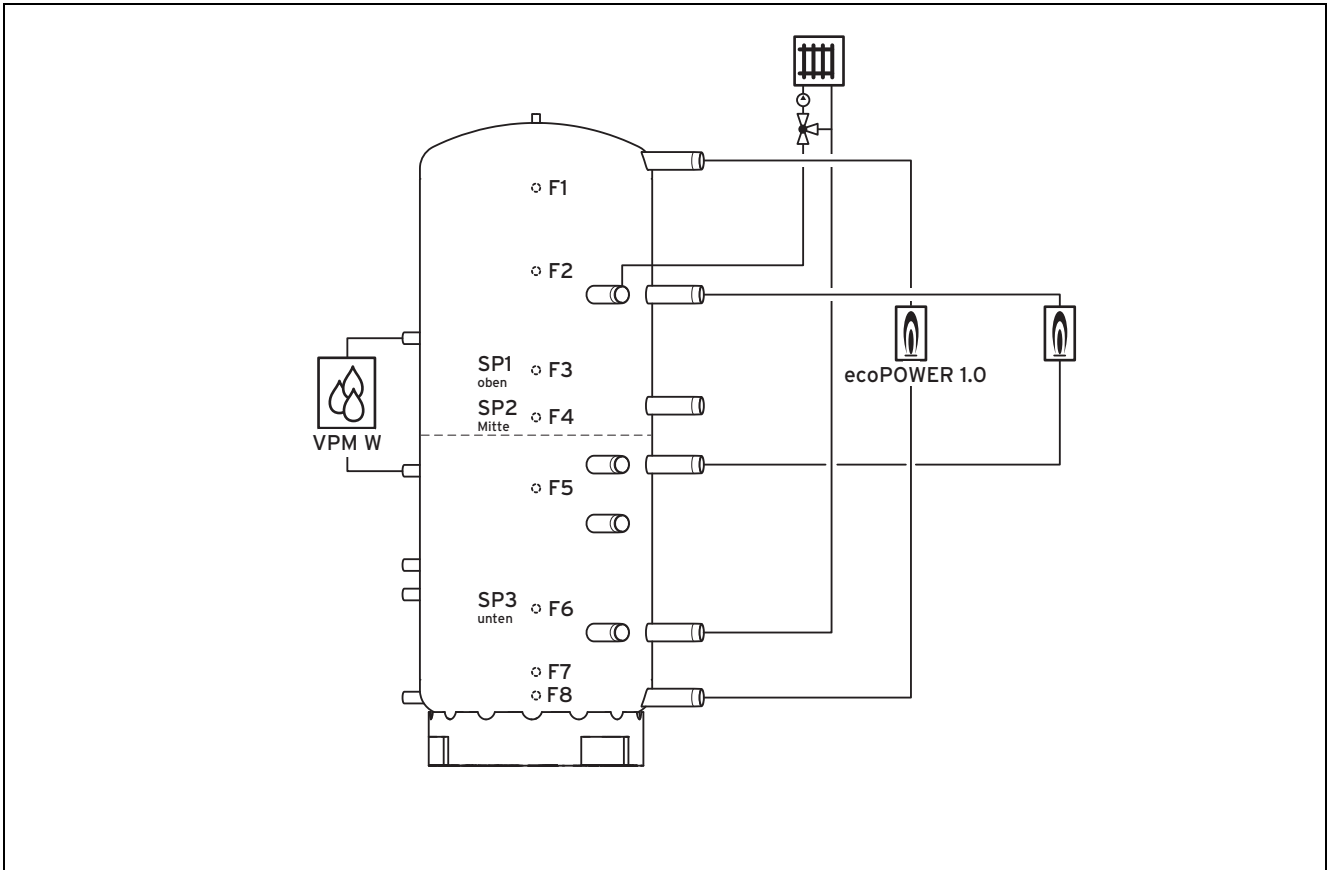 F1
F2
SP1
oben
F3
SP2
Mitte
F4
ecoPOWER 1.0
VPM W
F5
SP3
unten
F6
F7
F8